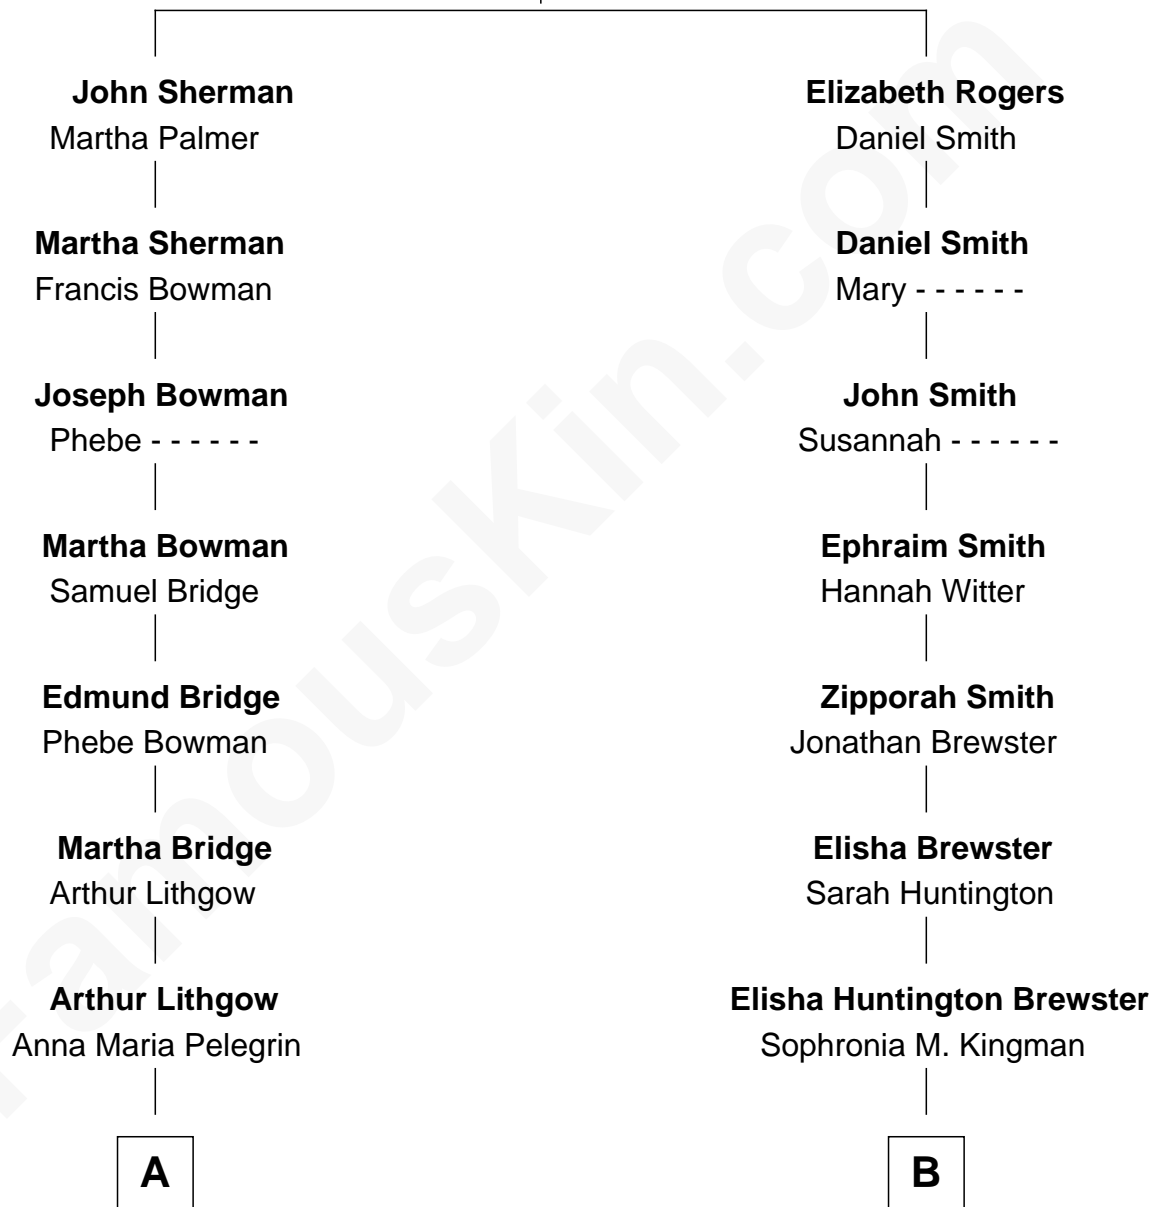 John Sherman
Martha Palmer
Martha Sherman
Francis Bowman
Joseph Bowman
Phebe - - - - - -
Martha Bowman
Samuel Bridge
Edmund Bridge
Phebe Bowman
Martha Bridge
Arthur Lithgow
Arthur Lithgow
Anna Maria Pelegrin
A
Elizabeth Rogers
Daniel Smith
Daniel Smith
Mary - - - - - -
John Smith
Susannah - - - - - -
Ephraim Smith
Hannah Witter
Zipporah Smith
Jonathan Brewster
Elisha Brewster
Sarah Huntington
Elisha Huntington Brewster
Sophronia M. Kingman
B
FamousKin.com